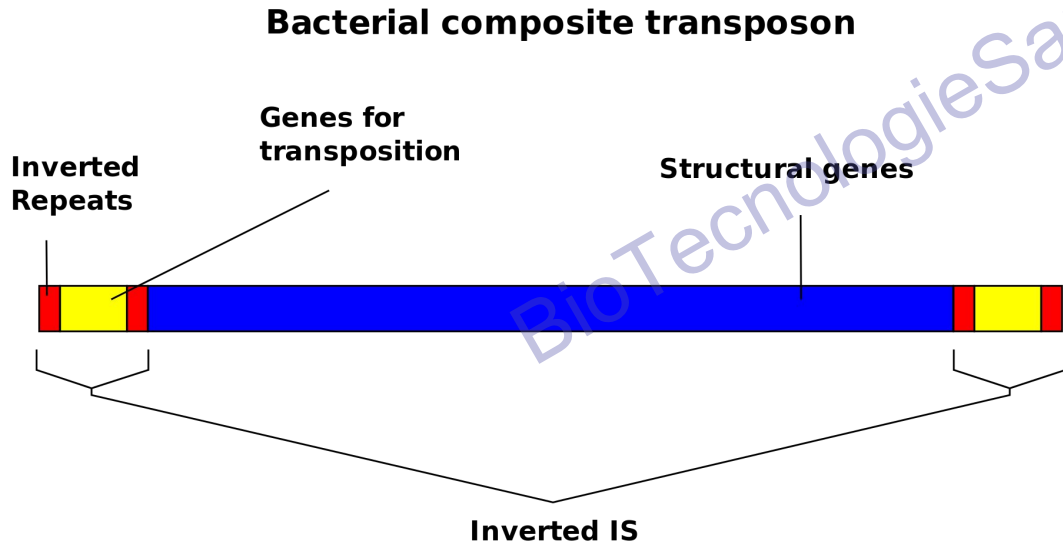 Bacterial composite transposon
Genes for
transposition
Inverted
Repeats
Structural genes
BioTecnologieSa
Inverted IS